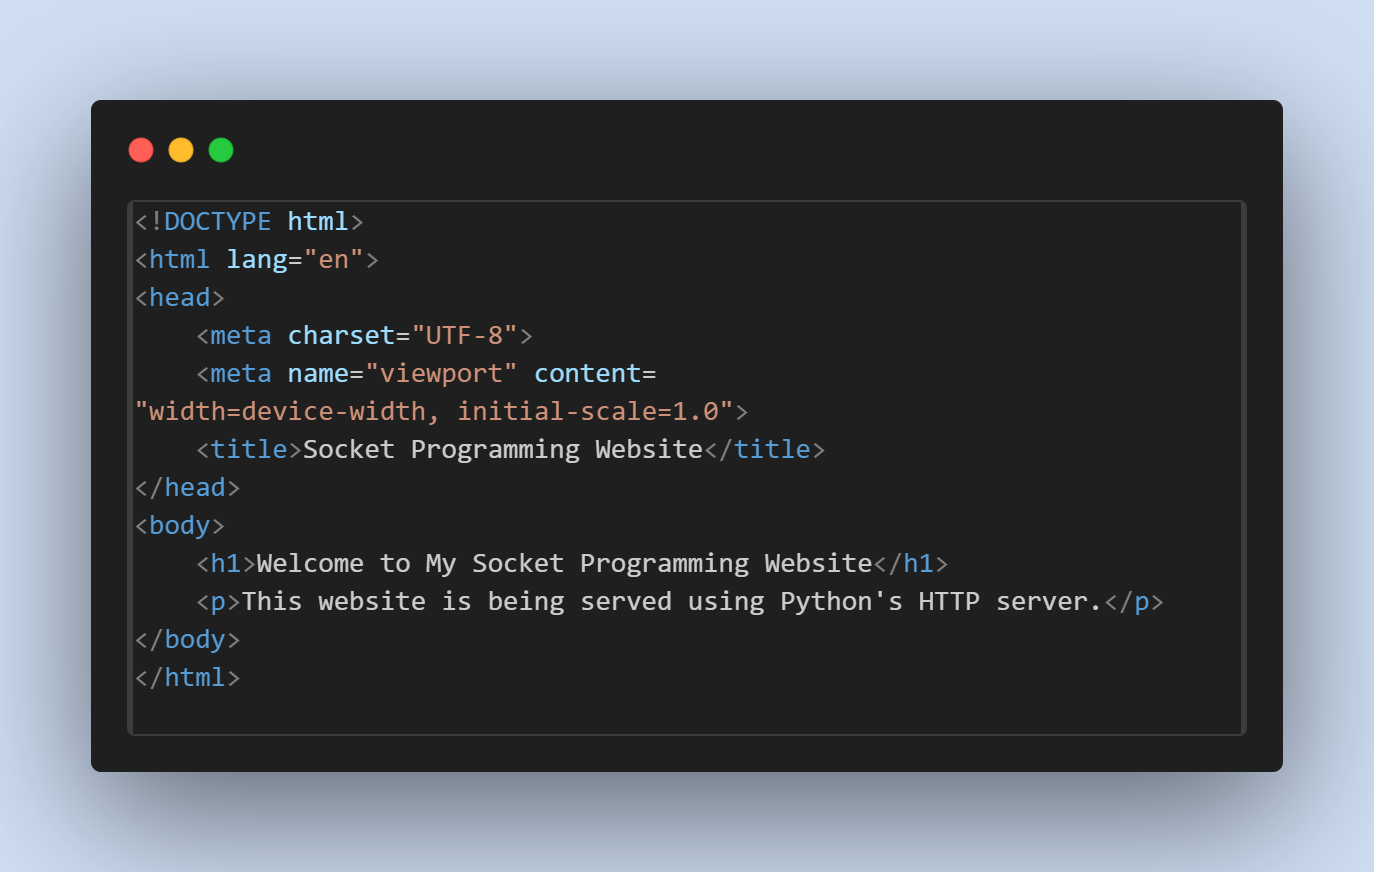 <!DOCTYPE html>
<html lang="en">
<head>
    <meta charset="UTF-8">
    <meta name="viewport" content=
"width=device-width, initial-scale=1.0">
    <title>Socket Programming Website</title>
</head>
<body>
    <h1>Welcome to My Socket Programming Website</h1>
    <p>This website is being served using Python's HTTP server.</p>
</body>
</html>